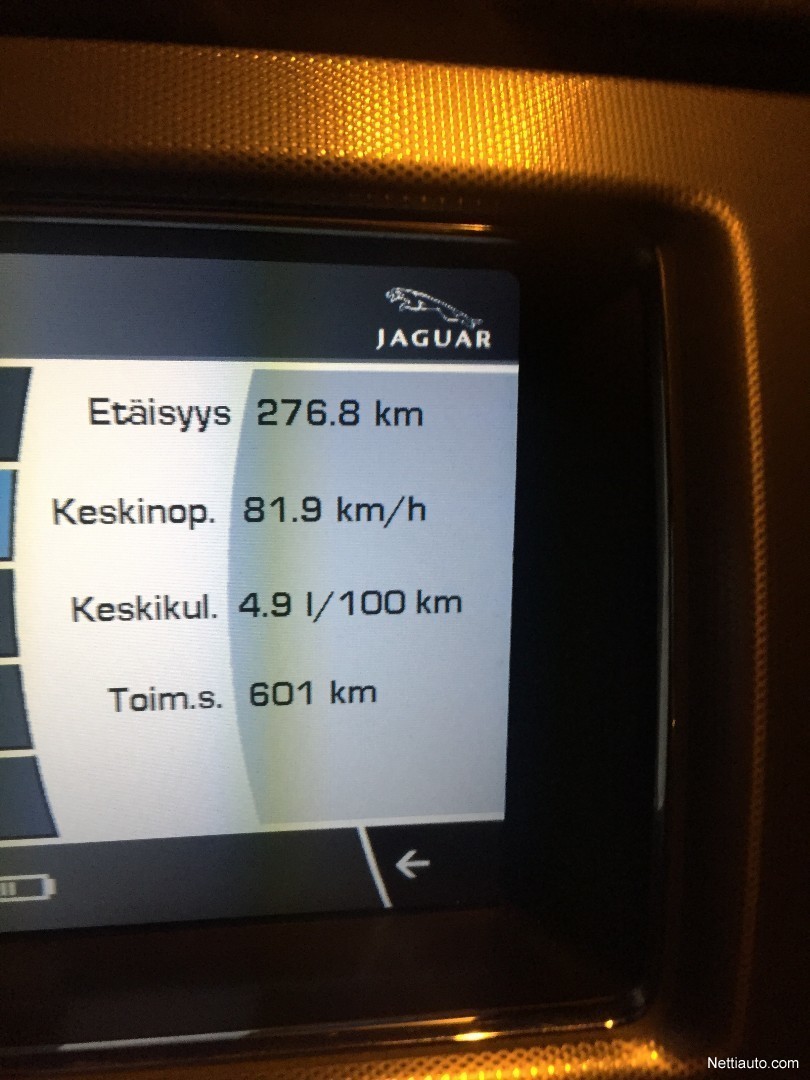 JAGUAR
Etäisyys 276.8 km
Keskinop. 81.9 km/h
Keskikul. 4.9 l/100 km
Toim.s. 601 km
Nettiauto.com